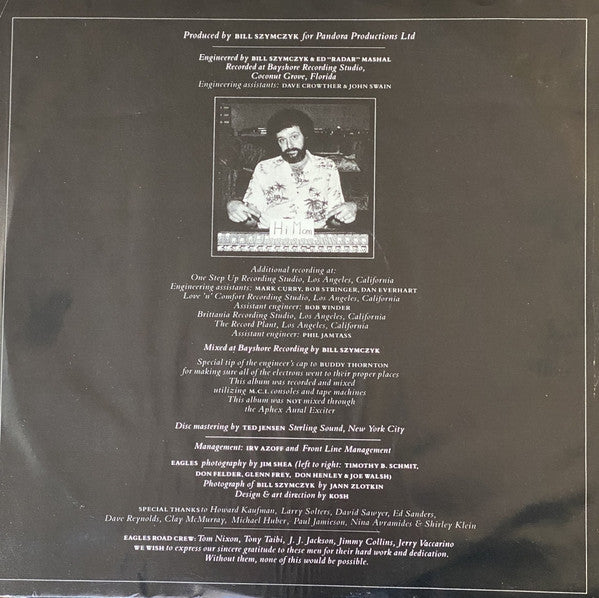 Produced by BILL SZYMCZYK for Pandora Productions Ltd
Engineered by BILL SZYMCZYK & ED "RADAR" MASHAL
Recorded at Bayshore Recording Studio,
Coconut Grove, Florida
Engineering assistants: DAVE CROWTHER & JOHN SWAIN
Hi Mom
Additional recording at:
One Step Up Recording Studio, Los Angeles, California
Engineering assistants: MARK CURRY, BOB STRINGER, DAN EVERHART
Love 'n' Comfort Recording Studio, Los Angeles, California
Assistant engineer: BOB WINDER
Brittania Recording Studio, Los Angeles, California
The Record Plant, Los Angeles, California
Assistant engineer: PHIL JAMTASS
Mixed at Bayshore Recording by BILL SZYMCZYK
Special tip of the engineer's cap to BUDDY THORNTON
for making sure all of the electrons went to their proper places
This album was recorded and mixed
utilizing M.C.I. consoles and tape machines
This album was NOT mixed through
the Aphex Aural Exciter
Disc mastering by TED JENSEN Sterling Sound, New York City
Management: IRV AZOFF and Front Line Management
EAGLES photography by JIM SHEA (left to right: TIMOTHY B. SCHMIT,
DON FELDER, GLENN FREY, DON HENLEY & JOE WALSH)
Photograph of BILL SZYMCZYK by JANN ZLOTKIN
Design & art direction by KOSH
SPECIAL THANKS to Howard Kaufman, Larry Solters, David Sawyer, Ed Sanders,
Dave Reynolds, Clay McMurray, Michael Huber, Paul Jamieson, Nina Avramides & Shirley Klein
EAGLES ROAD CREW: Tom Nixon, Tony Taibi, J. J. Jackson, Jimmy Collins, Jerry Vaccarino
WE WISH to express our sincere gratitude to these men for their hard work and dedication.
Without them, none of this would be possible.